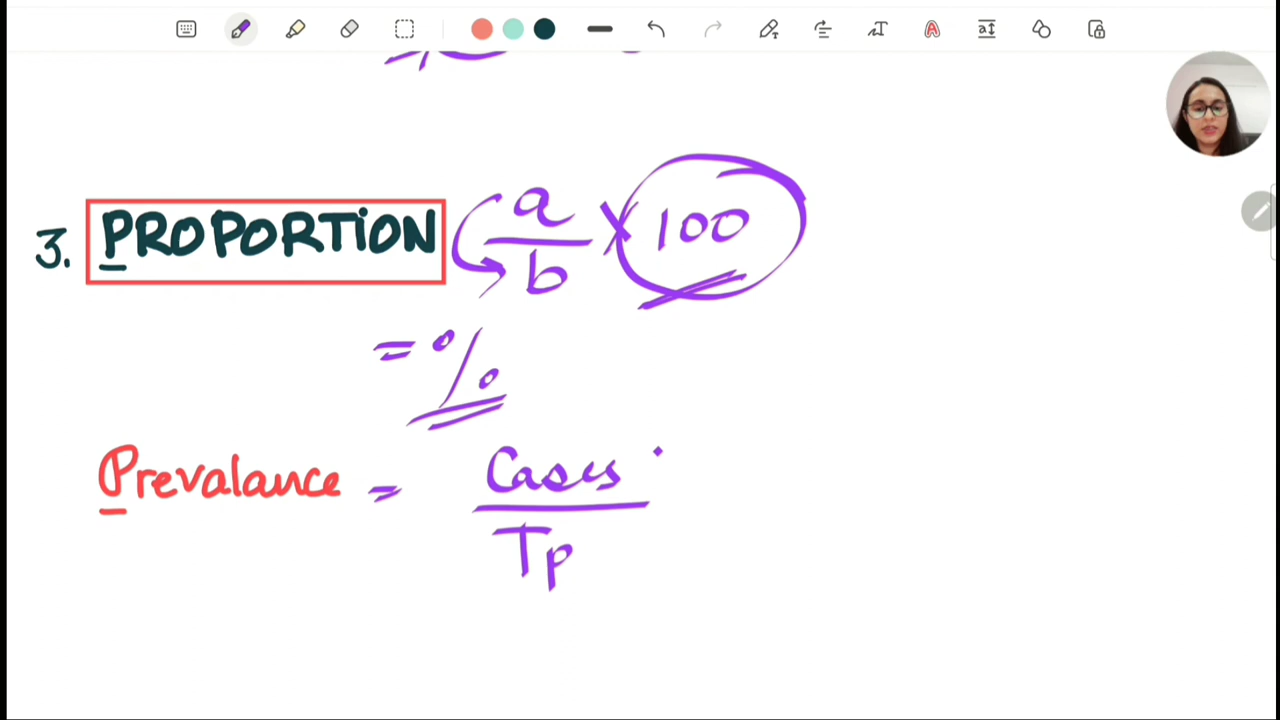 3. PROPORTION a/b × 100
= %
Prevalance = Cases / Tp